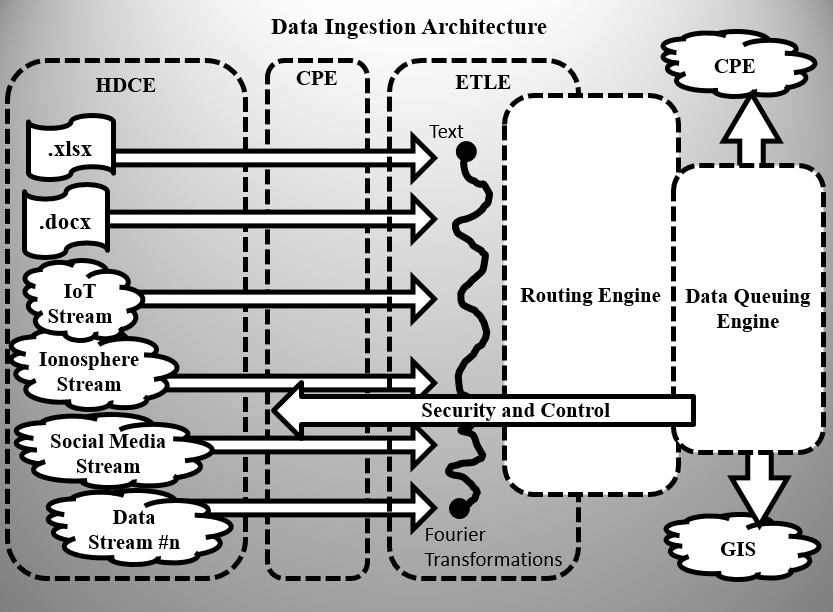 Data Ingestion Architecture
HDCE
CPE
ETLE
CPE
.xlsx
Text
.docx
IoT
Stream
Ionosphere
Stream
Routing Engine
Data Queuing
Engine
Security and Control
Social Media
Stream
Data
Stream #n
Fourier
Transformations
GIS